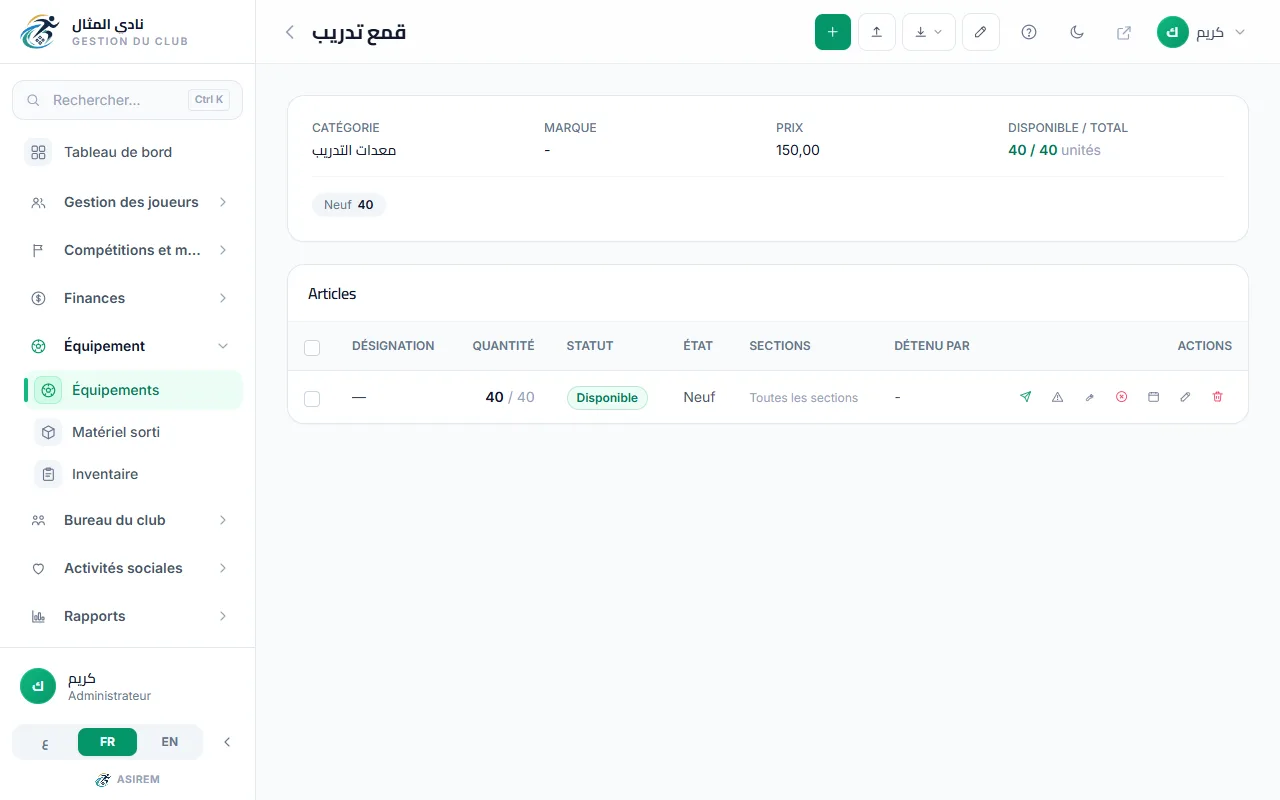 نادي المثال
GESTION DU CLUB
قمع تدريب
ك
كريم
Rechercher...
Ctrl K
Tableau de bord
Gestion des joueurs
Compétitions et m...
Finances
Équipement
Équipements
Matériel sorti
Inventaire
Bureau du club
Activités sociales
Rapports
ك
كريم
Administrateur
ع
FR
EN
ASIREM
CATÉGORIE
معدات التدريب
MARQUE
-
PRIX
150,00
DISPONIBLE / TOTAL
40 / 40 unités
Neuf 40
Articles
DÉSIGNATION QUANTITÉ STATUT ÉTAT SECTIONS DÉTENU PAR ACTIONS
— 40 / 40 Disponible Neuf Toutes les sections -